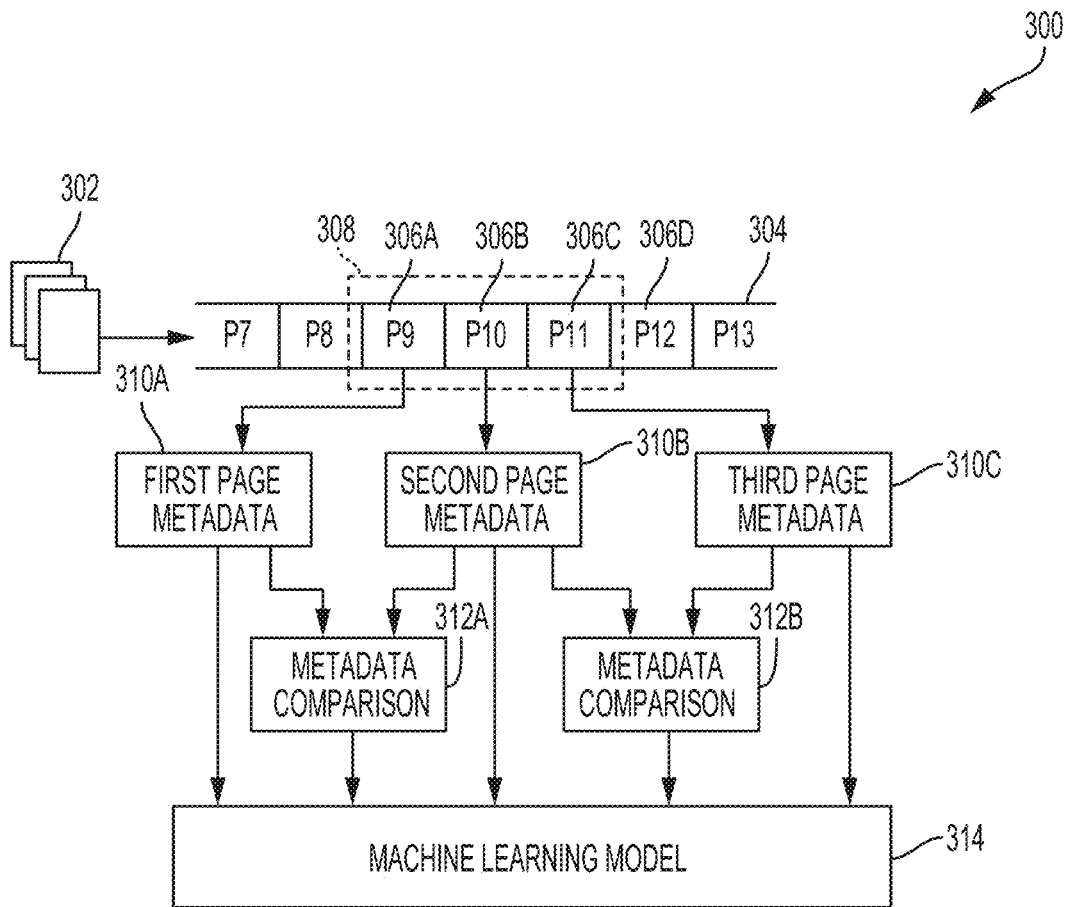 300
302
308
306A
306B
306C
306D
304
P7
P8
P9
P10
P11
P12
P13
310A
FIRST PAGE
METADATA
SECOND PAGE
METADATA
310B
THIRD PAGE
METADATA
310C
312A
METADATA
COMPARISON
312B
METADATA
COMPARISON
MACHINE LEARNING MODEL
314